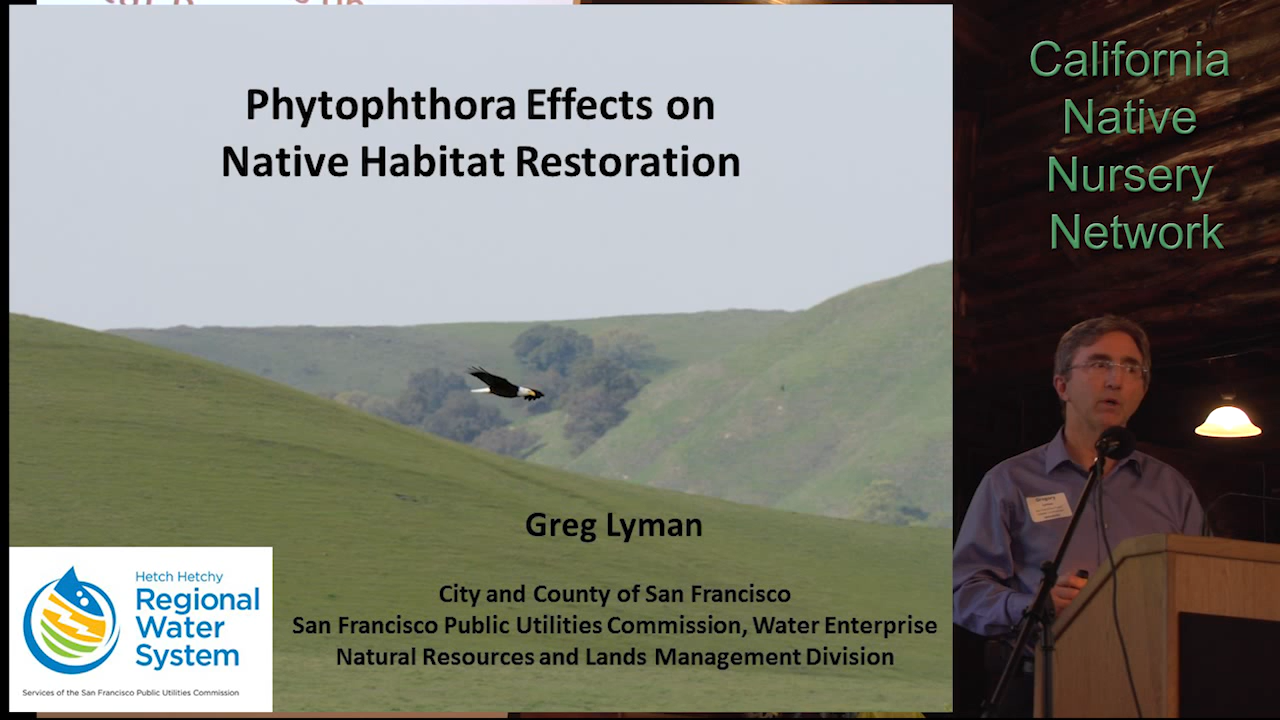 Phytophthora Effects on
Native Habitat Restoration
Greg Lyman
City and County of San Francisco
San Francisco Public Utilities Commission, Water Enterprise
Natural Resources and Lands Management Division
Hetch Hetchy
Regional
Water
System
Services of the San Francisco Public Utilities Commission
California
Native
Nursery
Network
Gregory